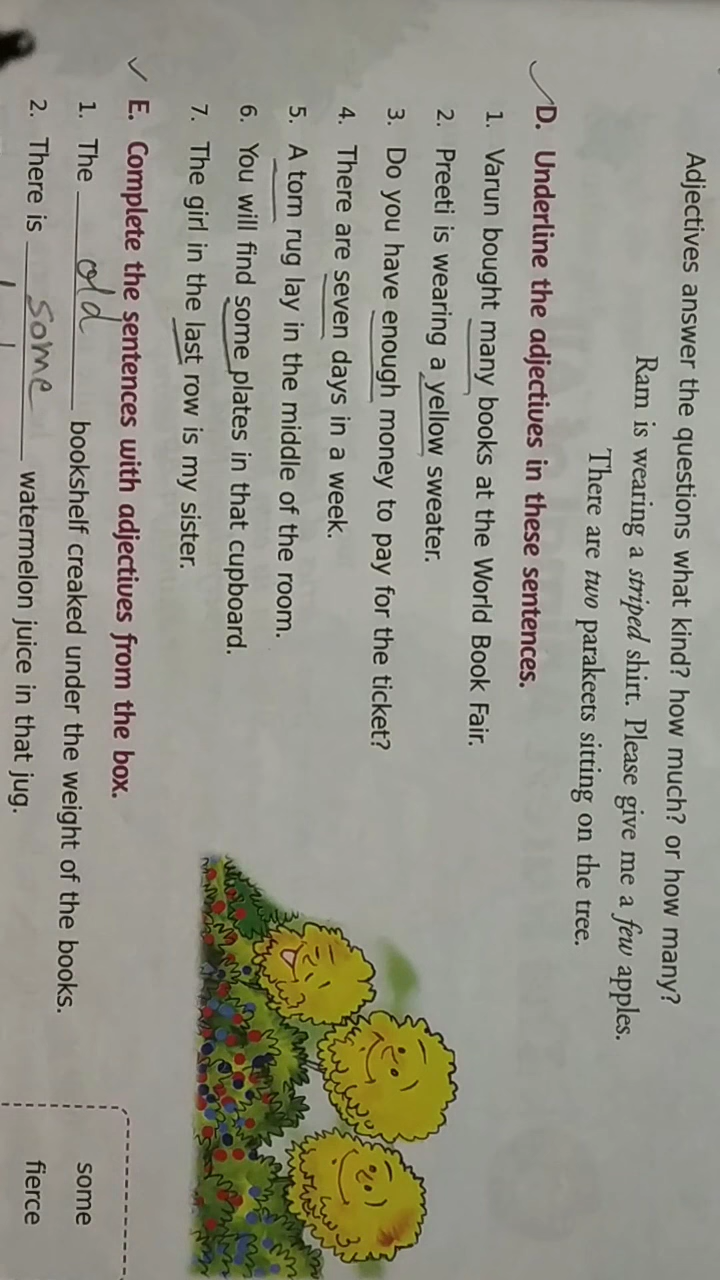 Adjectives answer the questions what kind? how much? or how many?
Ram is wearing a striped shirt. Please give me a few apples.
There are two parakeets sitting on the tree.
D. Underline the adjectives in these sentences.
1. Varun bought many books at the World Book Fair.
2. Preeti is wearing a yellow sweater.
3. Do you have enough money to pay for the ticket?
4. There are seven days in a week.
5. A torn rug lay in the middle of the room.
6. You will find some plates in that cupboard.
7. The girl in the last row is my sister.
E. Complete the sentences with adjectives from the box.
1. The old bookshelf creaked under the weight of the books.
2. There is some watermelon juice in that jug.
some
fierce